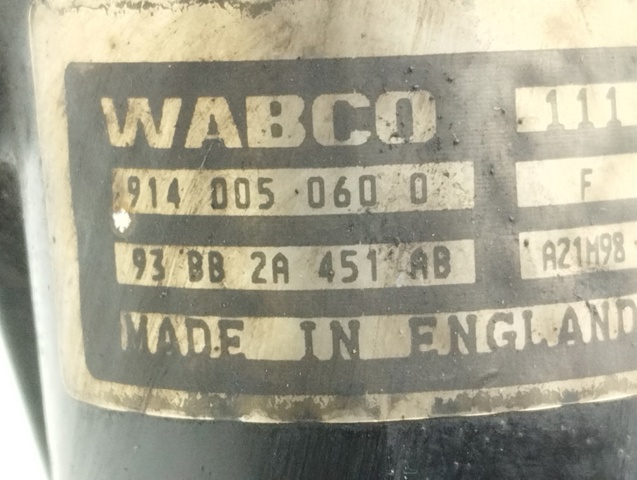 WABCO 111
914 005 060 0 F
93 BB 2A 451 AB A21M98
MADE IN ENGLAND